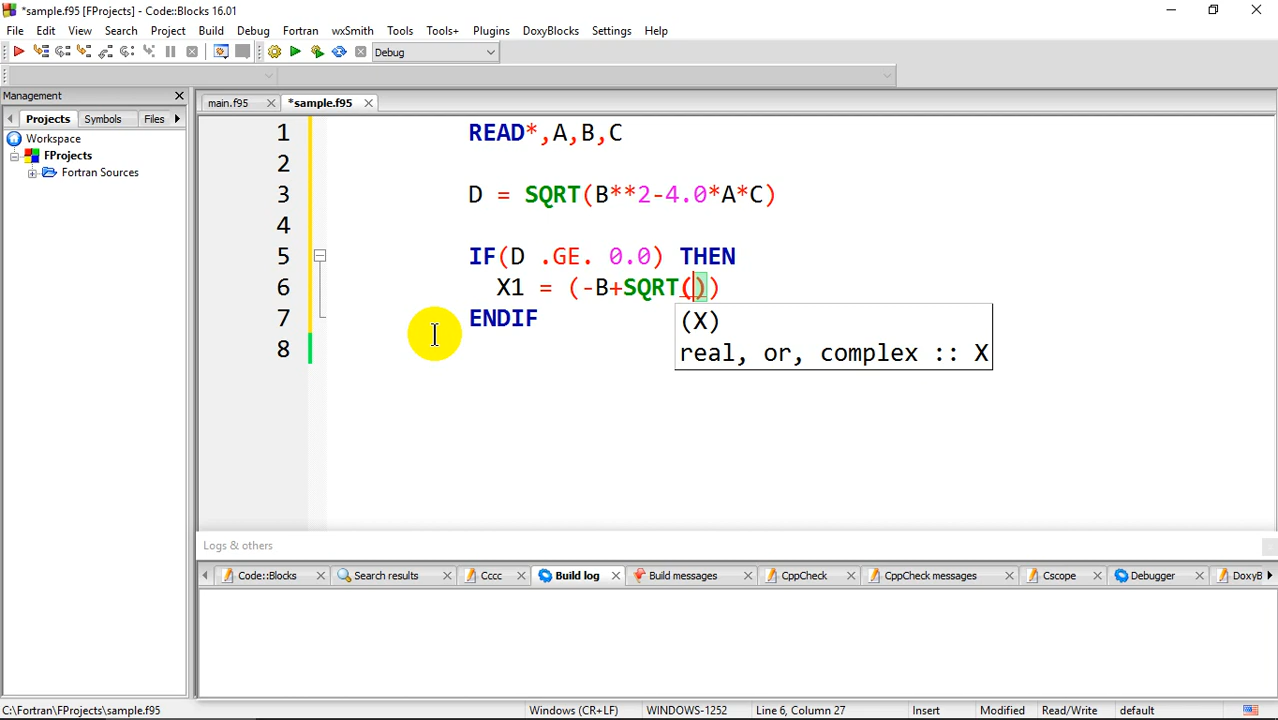 *sample.f95 [FProjects] - Code::Blocks 16.01
File Edit View Search Project Build Debug Fortran wxSmith Tools Tools+ Plugins DoxyBlocks Settings Help
Debug
Management
main.f95 *sample.f95
Projects Symbols Files
Workspace
FProjects
Fortran Sources
1 READ*,A,B,C
2
3 D = SQRT(B**2-4.0*A*C)
4
5 IF(D .GE. 0.0) THEN
6 X1 = (-B+SQRT())
7 ENDIF
8
(X)
real, or, complex :: X
Logs & others
Code::Blocks Search results Cccc Build log Build messages CppCheck CppCheck messages Cscope Debugger DoxyB
C:\Fortran\FProjects\sample.f95 Windows (CR+LF) WINDOWS-1252 Line 6, Column 27 Insert Modified Read/Write default